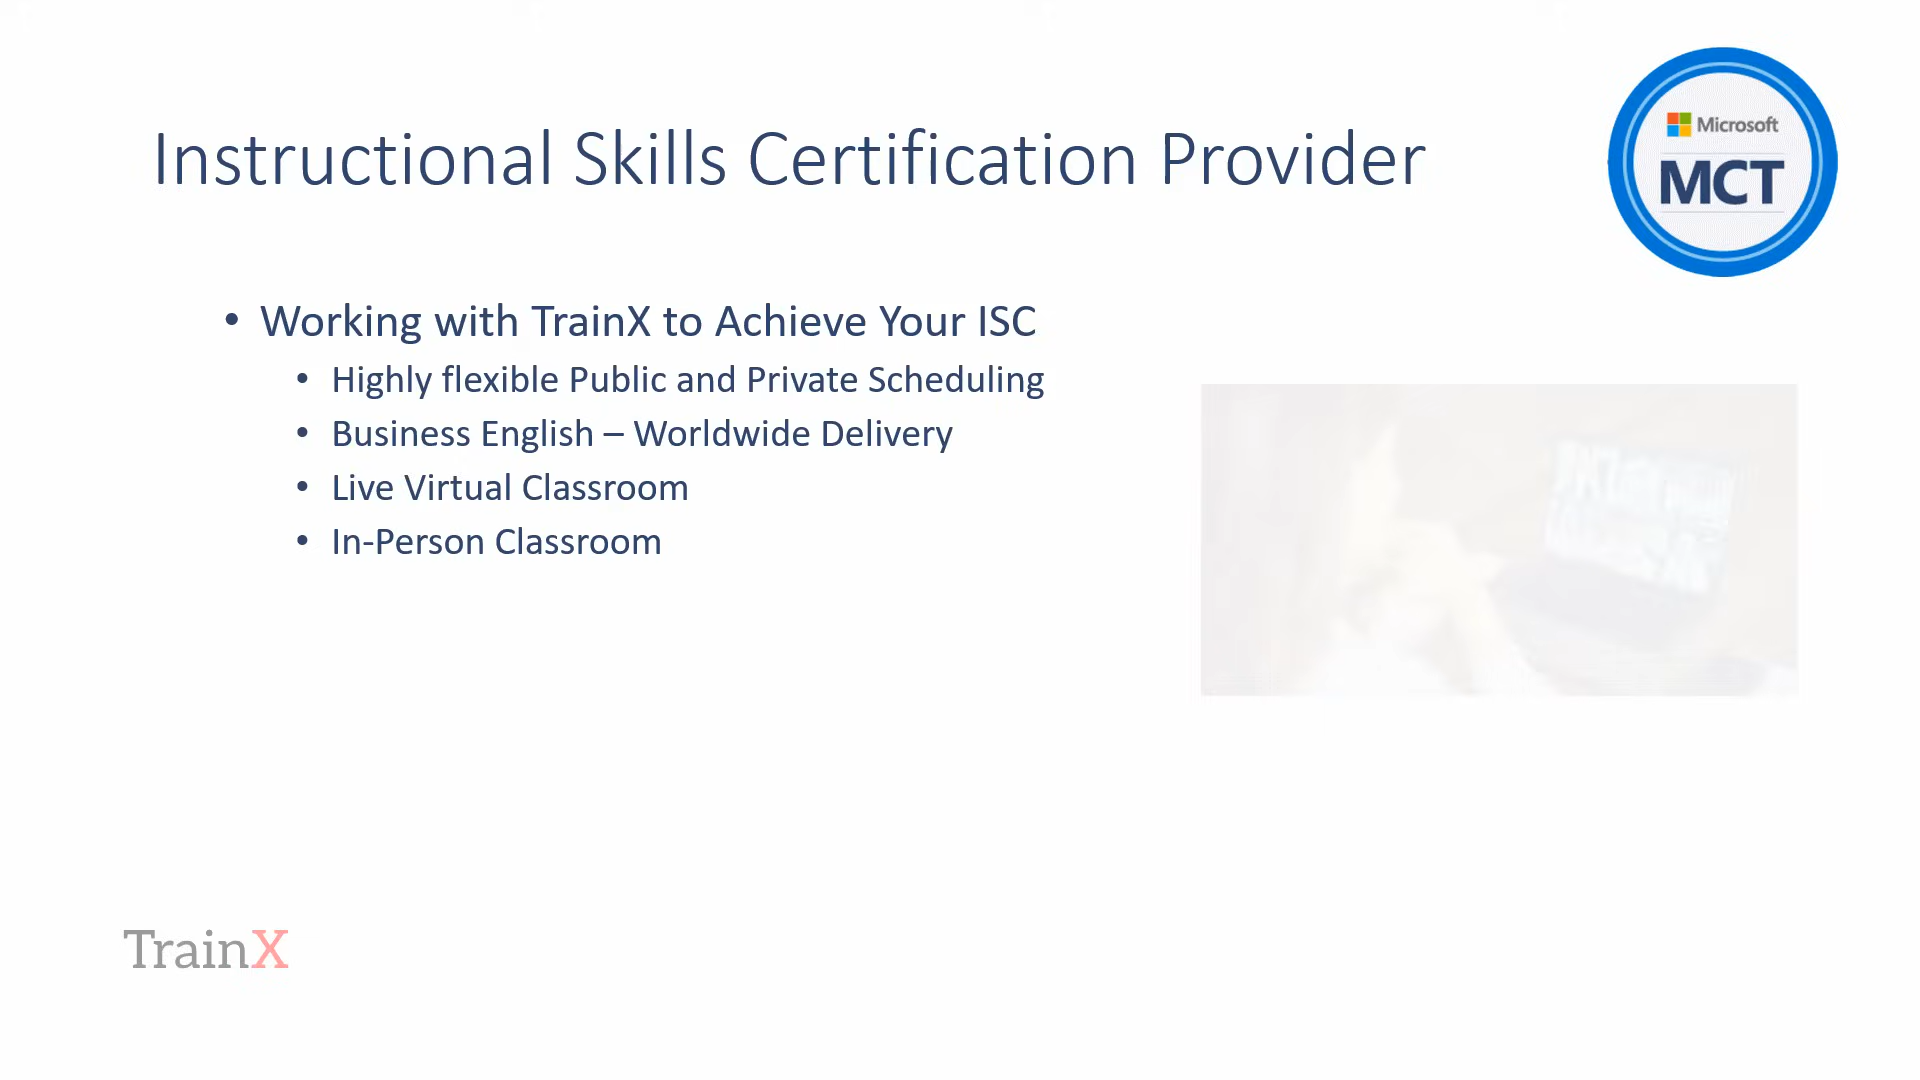 Instructional Skills Certification Provider
Microsoft
MCT
• Working with TrainX to Achieve Your ISC
• Highly flexible Public and Private Scheduling
• Business English – Worldwide Delivery
• Live Virtual Classroom
• In-Person Classroom
TrainX